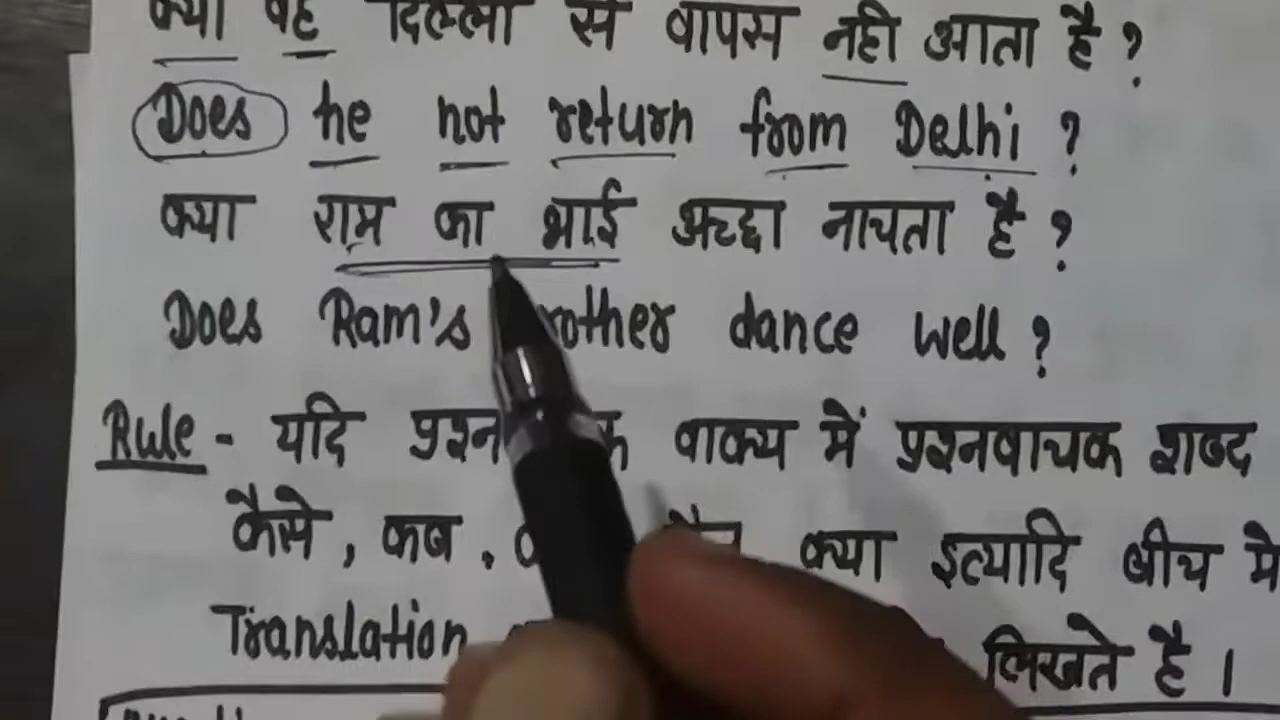 क्या वह दिल्ली से वापस नही आता है ?
Does he not return from Delhi ?
क्या राम का भाई अच्छा नाचता है ?
Does Ram's dance well ?
Rule - यदि वाक्य में प्रश्नवाचक शब्द
कैसे , कब , क्या इत्यादि बीच मे
Translation लिखते है ।